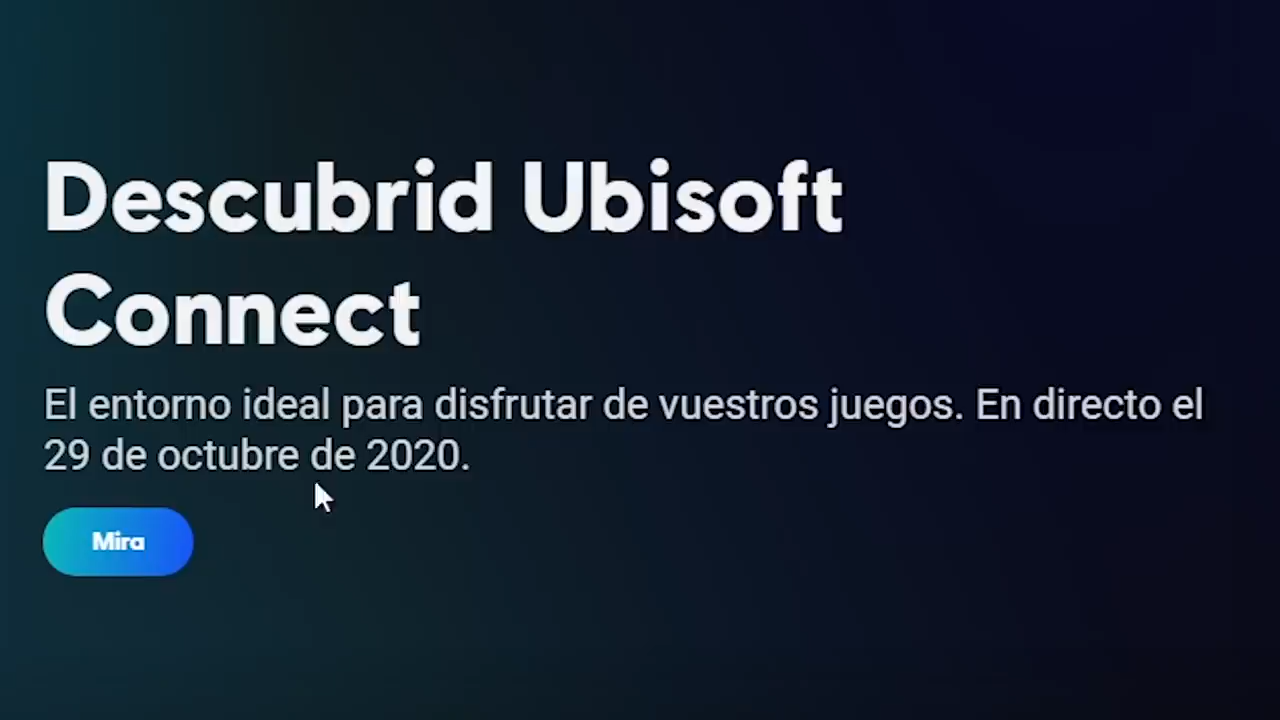 Descubrid Ubisoft
Connect
El entorno ideal para disfrutar de vuestros juegos. En directo el
29 de octubre de 2020.
Mira